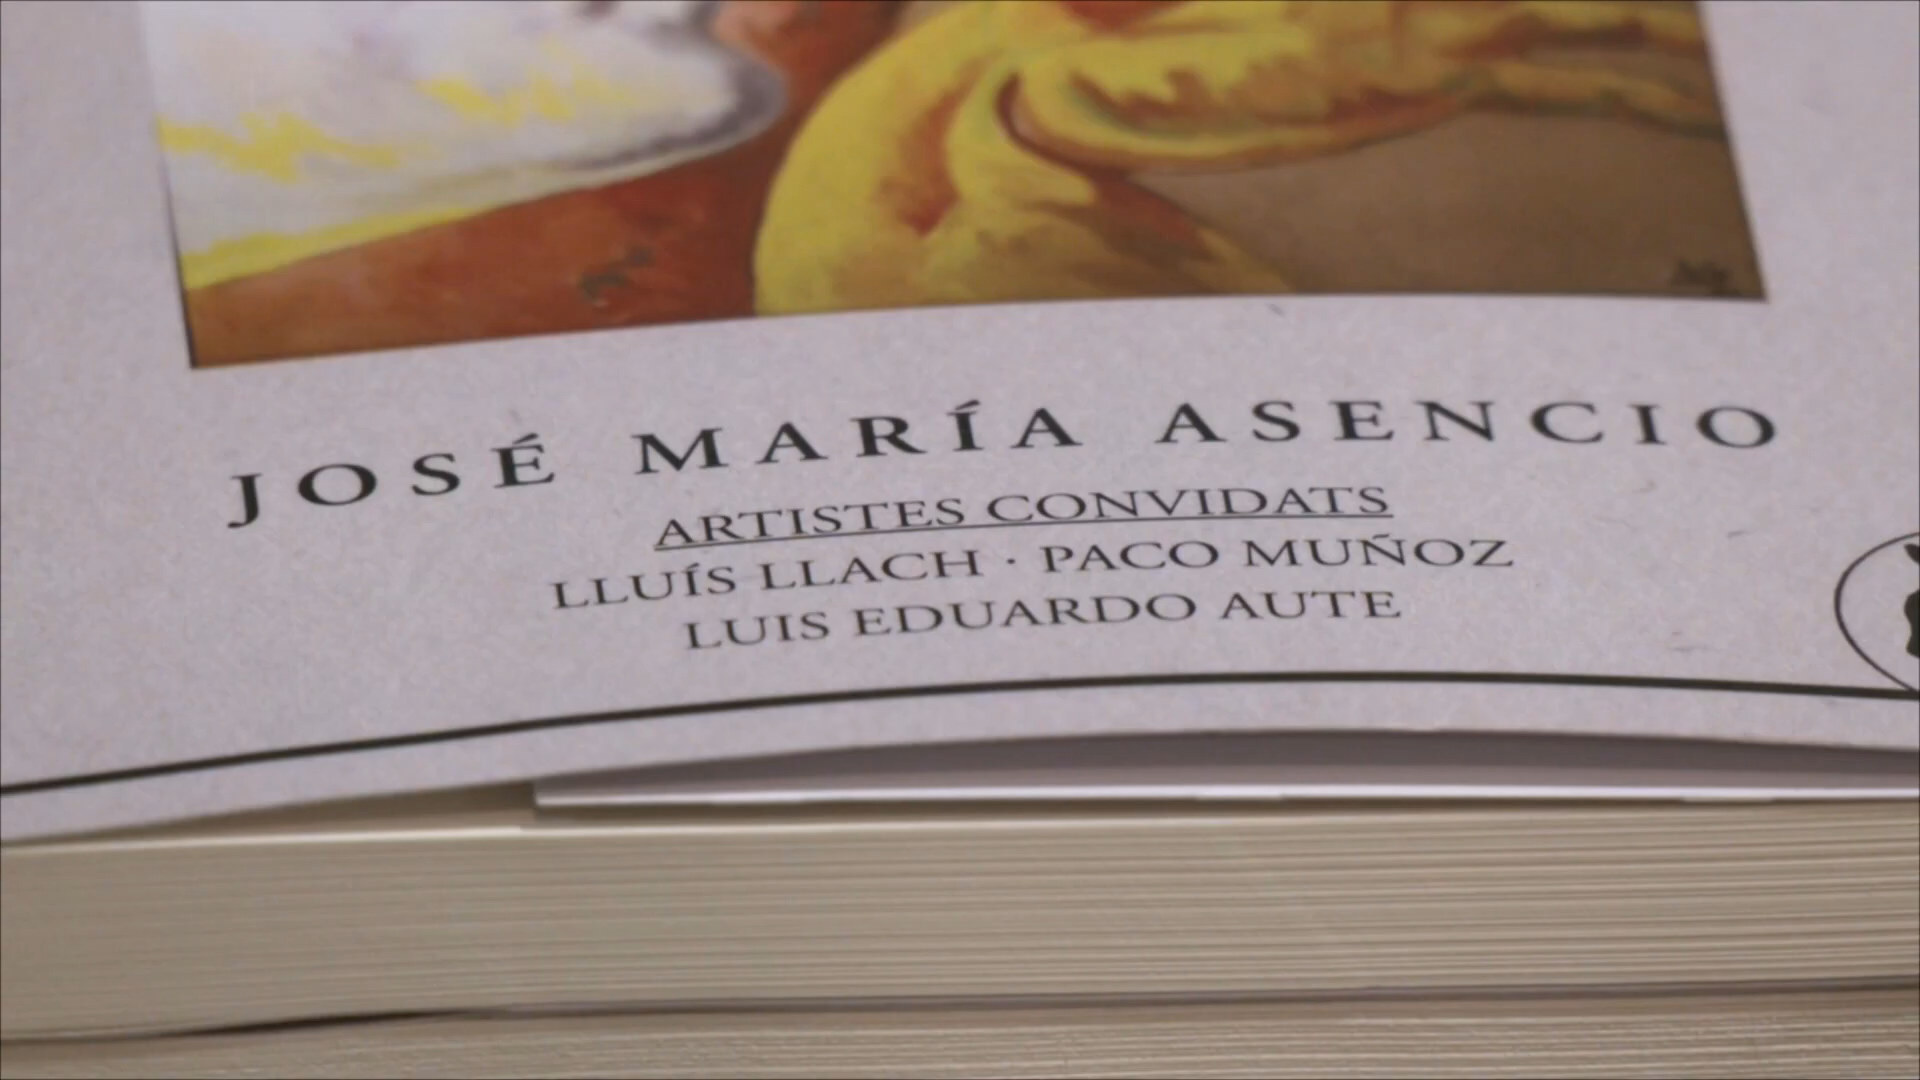 JOSÉ MARÍA ASENCIO
ARTISTES CONVIDATS
LLUÍS LLACH · PACO MUÑOZ
LUIS EDUARDO AUTE